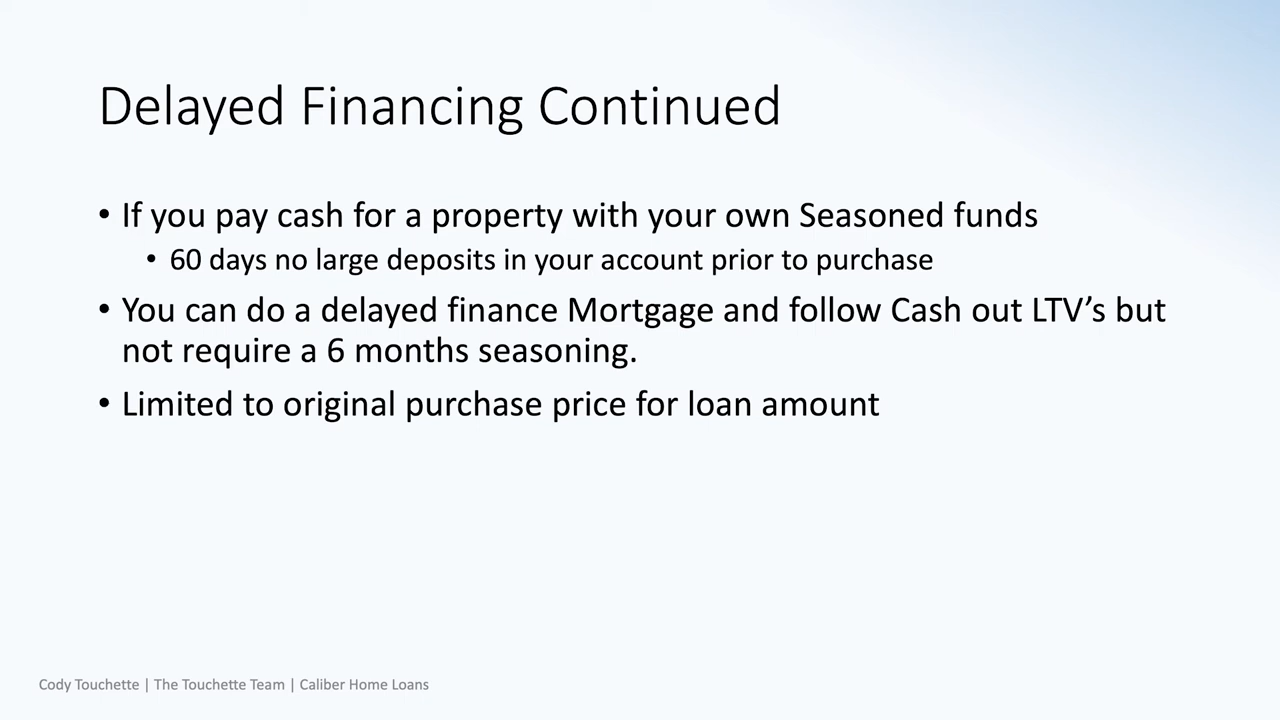 Delayed Financing Continued
• If you pay cash for a property with your own Seasoned funds
• 60 days no large deposits in your account prior to purchase
• You can do a delayed finance Mortgage and follow Cash out LTV’s but
not require a 6 months seasoning.
• Limited to original purchase price for loan amount
Cody Touchette | The Touchette Team | Caliber Home Loans